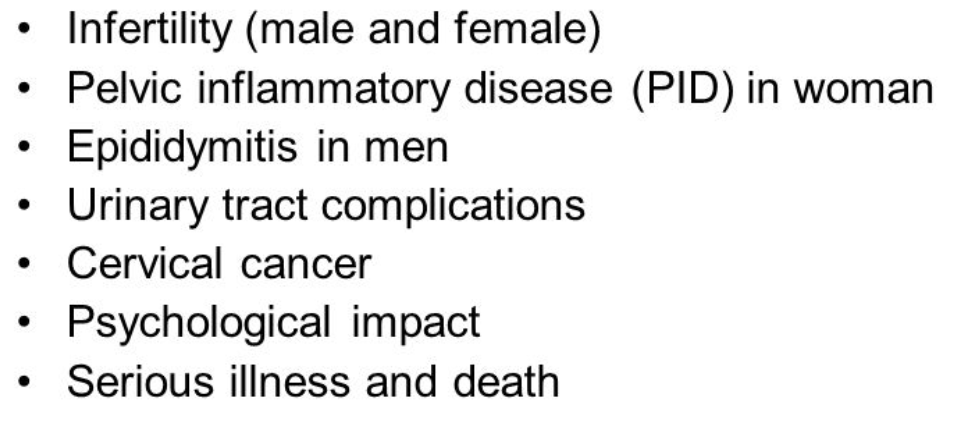 • Infertility (male and female)
• Pelvic inflammatory disease (PID) in woman
• Epididymitis in men
• Urinary tract complications
• Cervical cancer
• Psychological impact
• Serious illness and death